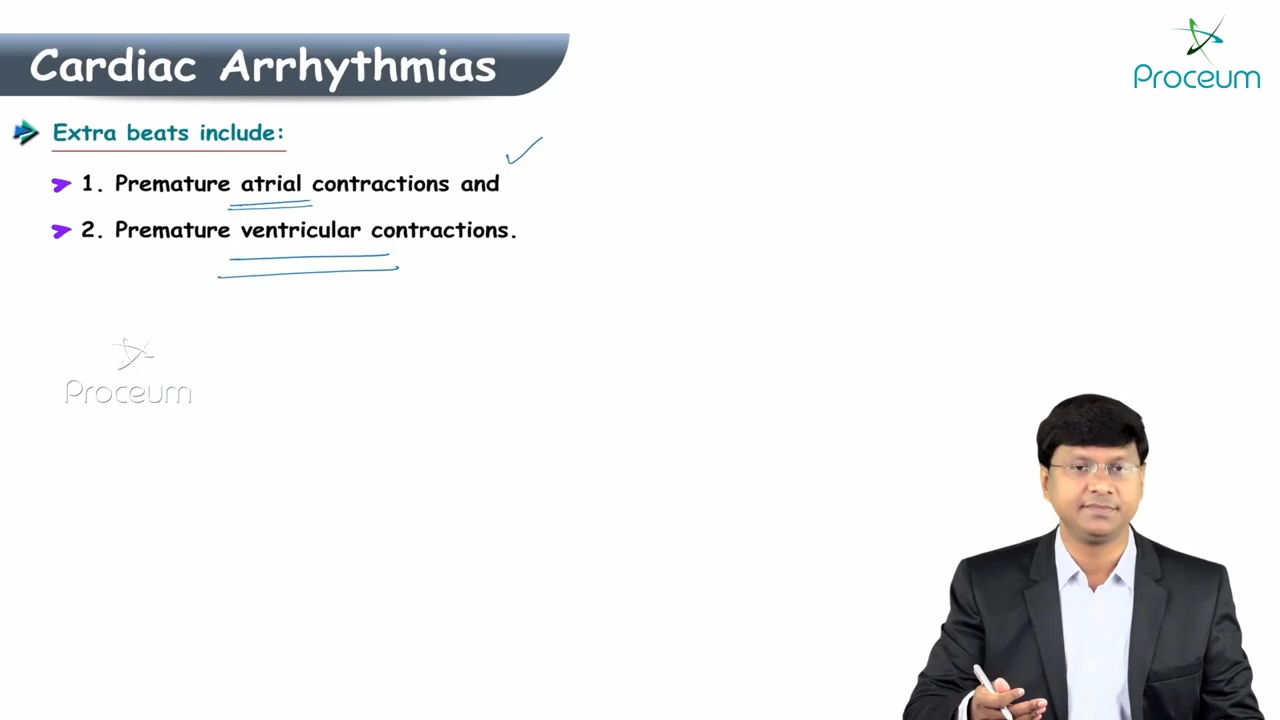 Cardiac Arrhythmias
Proceum
Extra beats include:
1. Premature atrial contractions and
2. Premature ventricular contractions.
Proceum